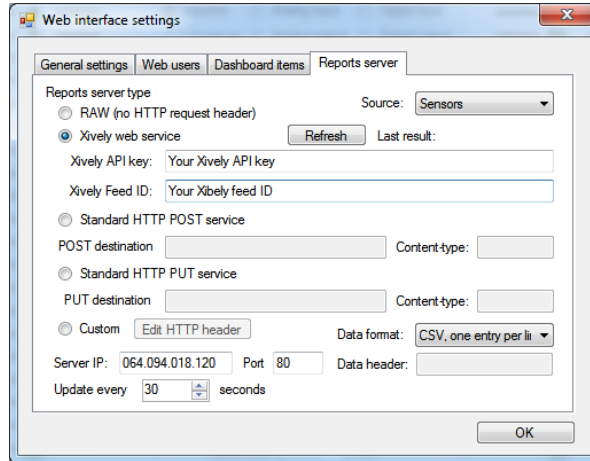 Web interface settings
General settings Web users Dashboard items Reports server
Reports server type
RAW (no HTTP request header) Source: Sensors
Xively web service Refresh Last result:
Xively API key: Your Xively API key
Xively Feed ID: Your Xibely feed ID
Standard HTTP POST service
POST destination Content-type:
Standard HTTP PUT service
PUT destination Content-type:
Custom Edit HTTP header Data format: CSV, one entry per li
Server IP: 064.094.018.120 Port 80 Data header:
Update every 30 seconds
OK